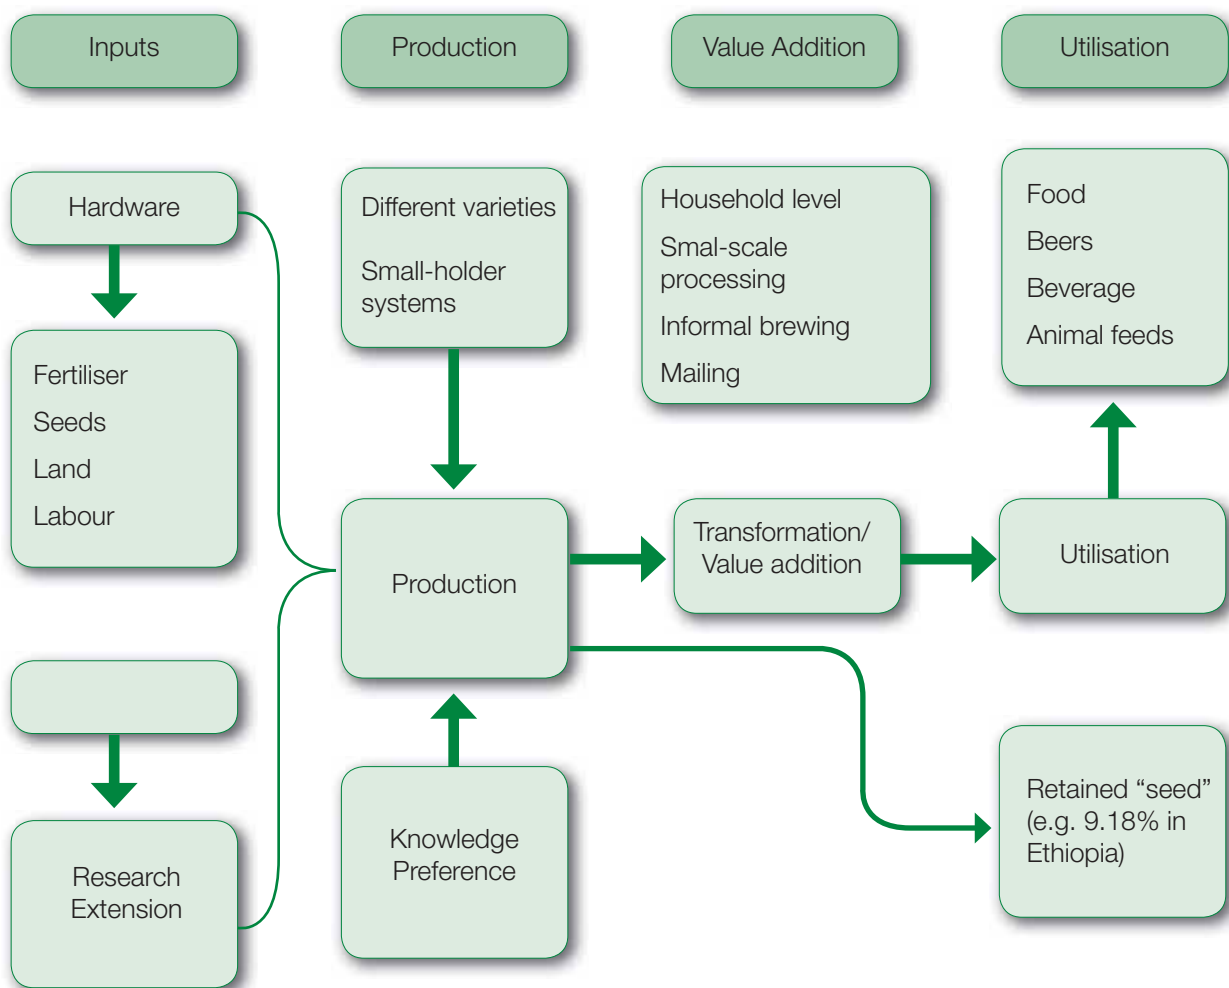 Inputs
Production
Value Addition
Utilisation
Hardware
Fertiliser
Seeds
Land
Labour
Research
Extension
Different varieties
Small-holder
systems
Production
Knowledge
Preference
Household level
Smal-scale
processing
Informal brewing
Mailing
Transformation/
Value addition
Food
Beers
Beverage
Animal feeds
Utilisation
Retained “seed”
(e.g. 9.18% in
Ethiopia)